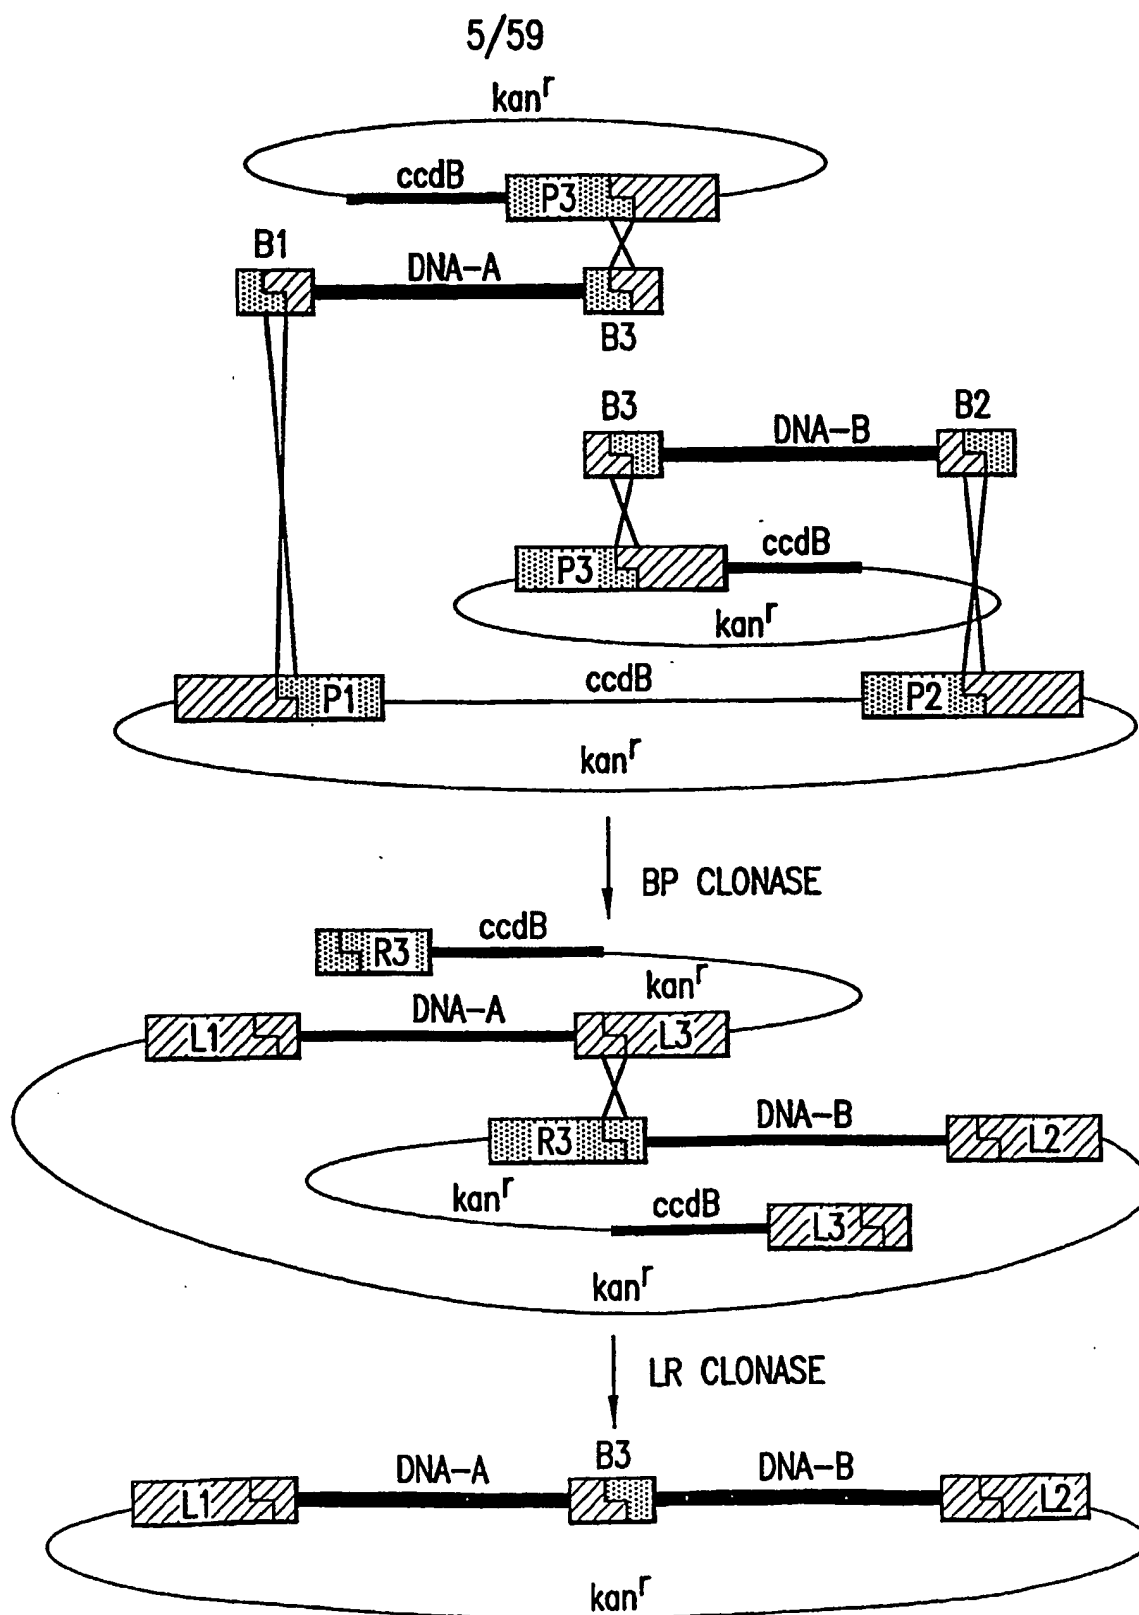 5/59
kanʳ
ccdB
P3
B1
DNA-A
B3
B3
DNA-B
B2
P3
ccdB
kanʳ
P1
ccdB
P2
kanʳ
BP CLONASE
R3
ccdB
kanʳ
L1
DNA-A
L3
R3
DNA-B
L2
kanʳ
ccdB
L3
kanʳ
LR CLONASE
L1
DNA-A
B3
DNA-B
L2
kanʳ